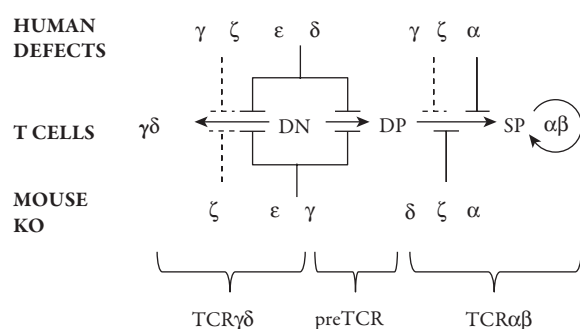 HUMAN DEFECTS γ ζ ε δ γ ζ α
T CELLS γδ DN DP SP αβ
MOUSE KO ζ ε γ δ ζ α
TCRγδ preTCR TCRαβ